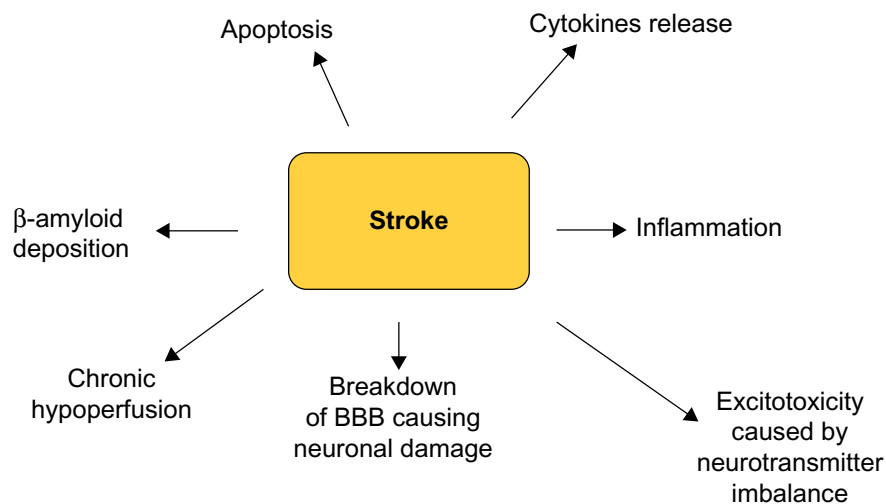 Apoptosis
Cytokines release
Stroke
β-amyloid
deposition
Inflammation
Chronic
hypoperfusion
Breakdown
of BBB causing
neuronal damage
Excitotoxicity
caused by
neurotransmitter
imbalance